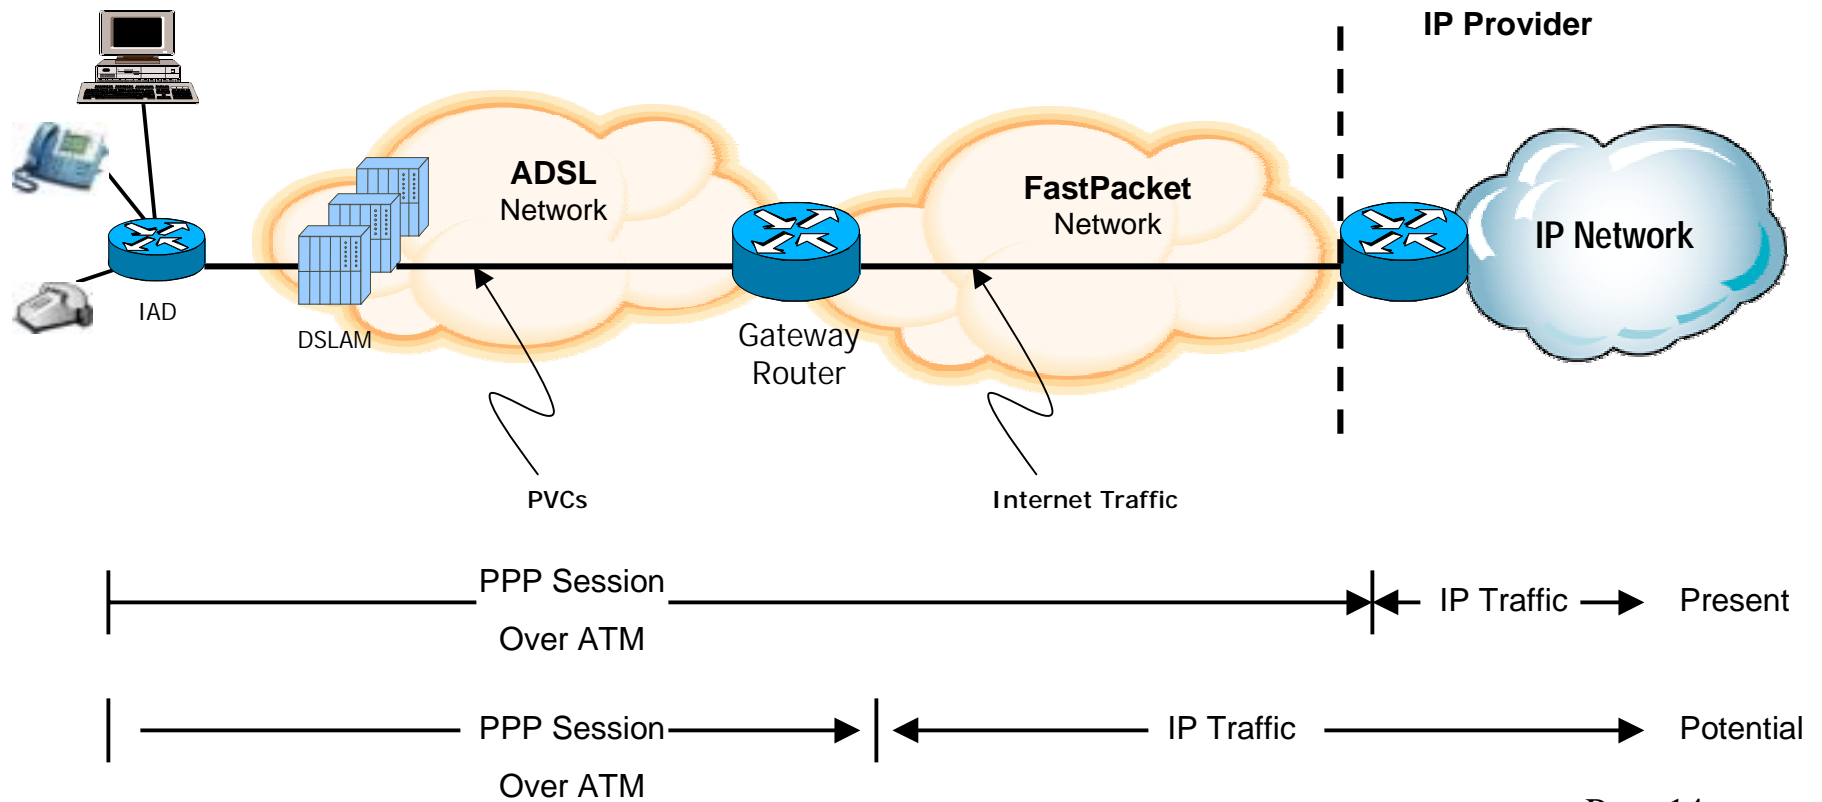 IP Provider
ADSL
Network
FastPacket
Network
IP Network
IAD
DSLAM
Gateway
Router
PVCs
Internet Traffic
PPP Session
Over ATM
IP Traffic
Present
PPP Session
Over ATM
IP Traffic
Potential